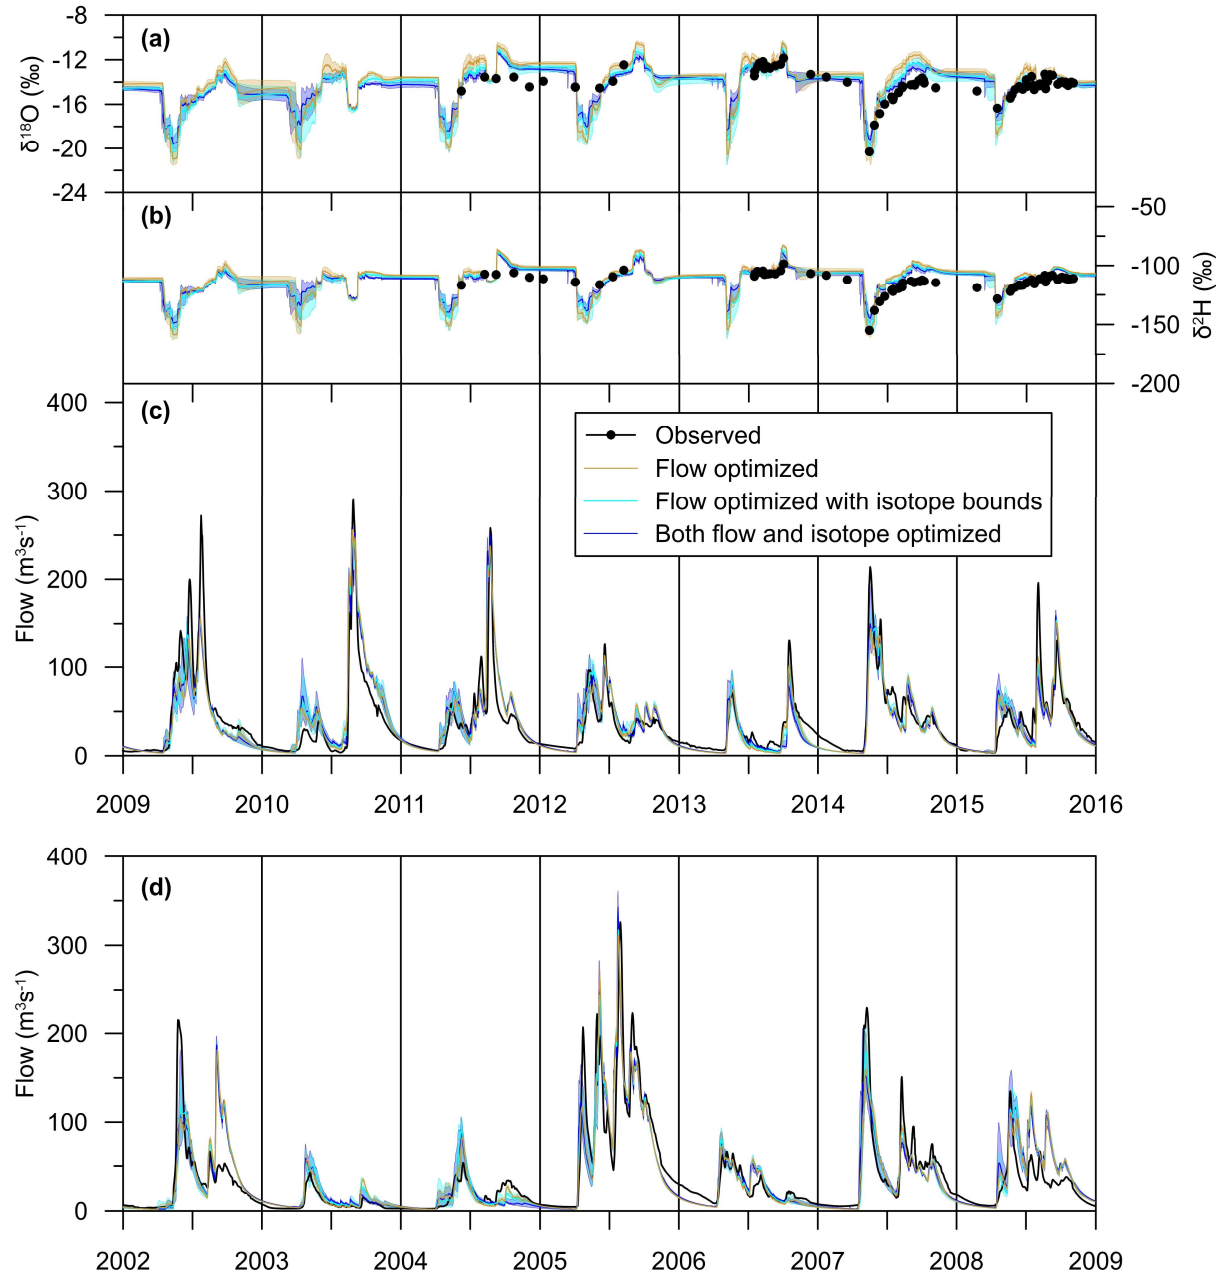 -8
(a)
-12
-16
-20
-24
δ¹⁸O (‰)
(b)
-50
-100
-150
-200
δ²H (‰)
(c)
400
300
200
100
0
Flow (m³s⁻¹)
Observed
Flow optimized
Flow optimized with isotope bounds
Both flow and isotope optimized
2009 2010 2011 2012 2013 2014 2015 2016
(d)
400
300
200
100
0
Flow (m³s⁻¹)
2002 2003 2004 2005 2006 2007 2008 2009